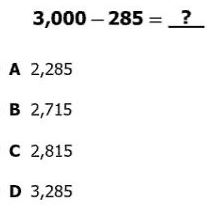 3,000 – 285 = ?
A 2,285
B 2,715
C 2,815
D 3,285